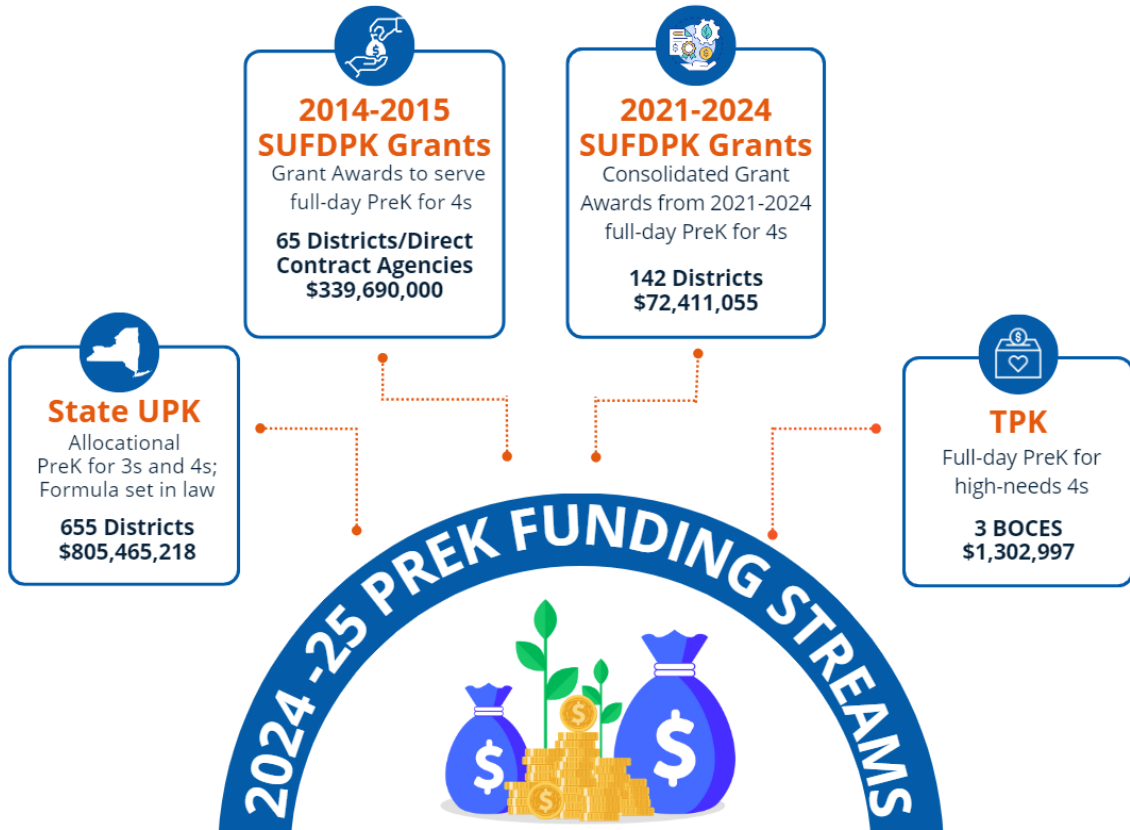 2014-2015
SUFDPK Grants
Grant Awards to serve
full-day PreK for 4s
65 Districts/Direct
Contract Agencies
$339,690,000
2021-2024
SUFDPK Grants
Consolidated Grant
Awards from 2021-2024
full-day PreK for 4s
142 Districts
$72,411,055
State UPK
Allocational
PreK for 3s and 4s;
Formula set in law
655 Districts
$805,465,218
TPK
Full-day PreK for
high-needs 4s
3 BOCES
$1,302,997
2024 -25 PREK FUNDING STREAMS
$
$
$
$